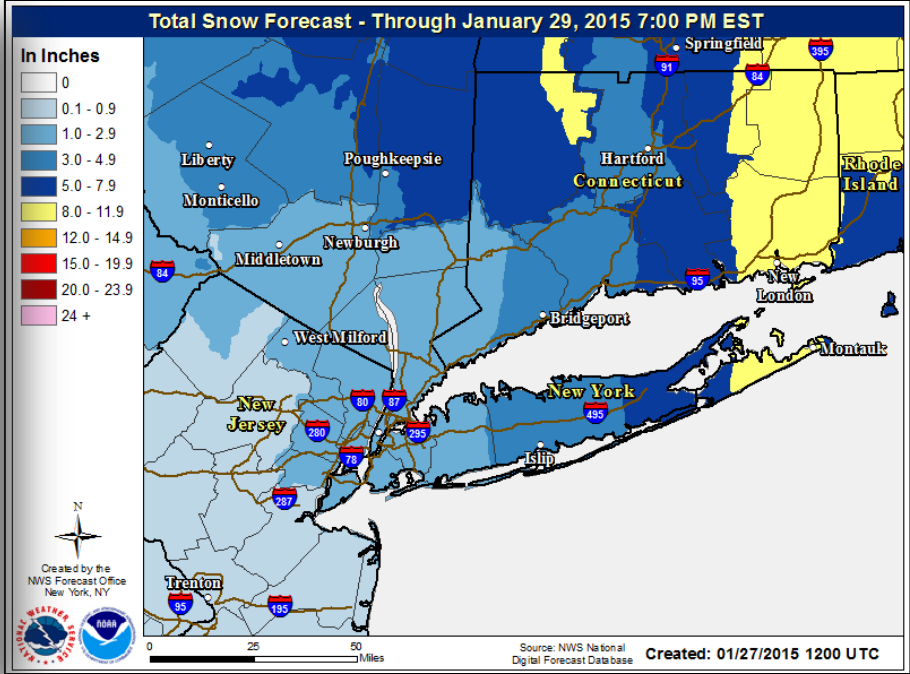 Total Snow Forecast - Through January 29, 2015 7:00 PM EST
In Inches
0
0.1 - 0.9
1.0 - 2.9
3.0 - 4.9
5.0 - 7.9
8.0 - 11.9
12.0 - 14.9
15.0 - 19.9
20.0 - 23.9
24 +
Springfield
395
91
84
Liberty
Poughkeepsie
Hartford
Rhode
Island
Connecticut
Monticello
Newburgh
Middletown
84
95
New
London
Bridgeport
West Milford
Montauk
80
87
New York
New
Jersey
495
280
295
78
Islip
287
N
Created by the
NWS Forecast Office
New York, NY
Trenton
95
195
NATIONAL WEATHER SERVICE
NOAA
0
25
50
Miles
Source: NWS National
Digital Forecast Database
Created: 01/27/2015 1200 UTC